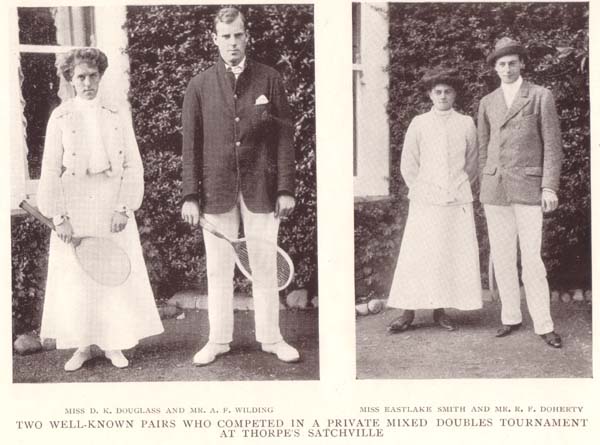 MISS D. K. DOUGLASS AND MR. A. F. WILDING
MISS EASTLAKE SMITH AND MR. R. F. DOHERTY
TWO WELL-KNOWN PAIRS WHO COMPETED IN A PRIVATE MIXED DOUBLES TOURNAMENT
AT THORPE'S SATCHVILLE